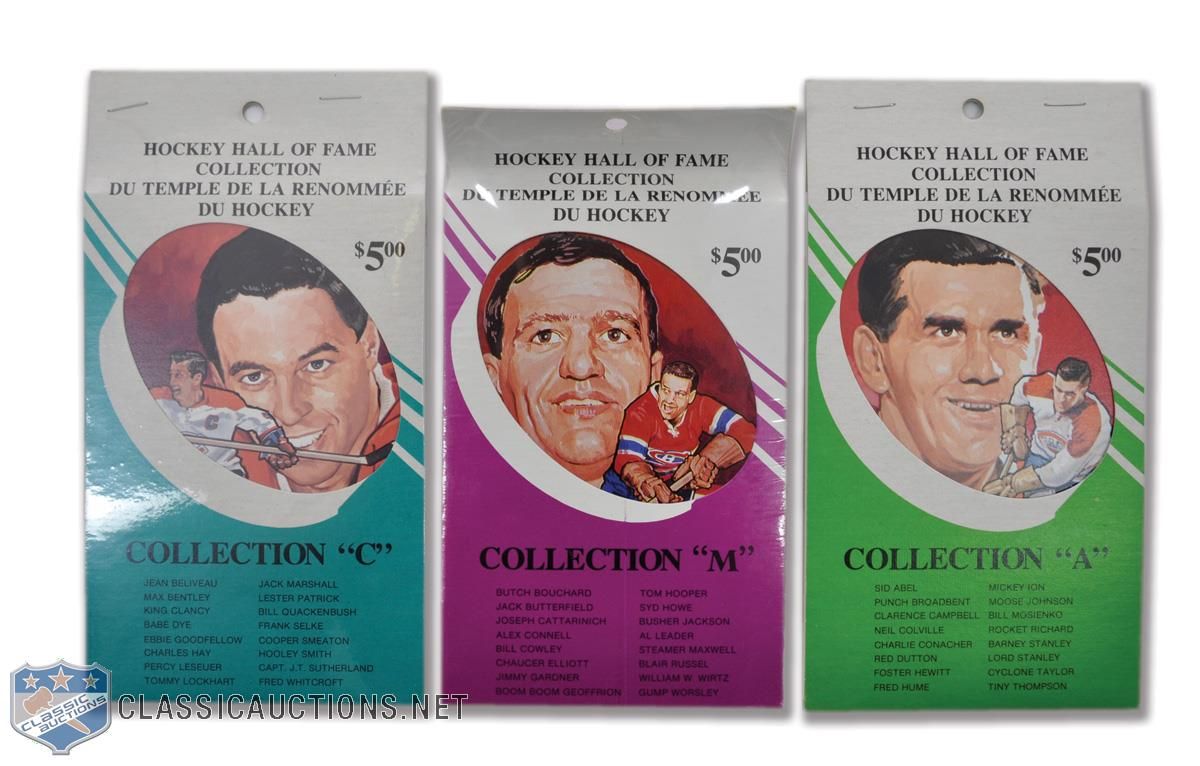 HOCKEY HALL OF FAME
COLLECTION
DU TEMPLE DE LA RENOMMÉE
DU HOCKEY
$5.00
COLLECTION “C”
JEAN BELIVEAU
MAX BENTLEY
KING CLANCY
BABE DYE
EBBIE GOODFELLOW
CHARLES HAY
PERCY LESEUER
TOMMY LOCKHART
JACK MARSHALL
LESTER PATRICK
BILL QUACKENBUSH
FRANK SELKE
COOPER SMEATON
HOOLEY SMITH
CAPT. J.T. SUTHERLAND
FRED WHITCROFT
HOCKEY HALL OF FAME
COLLECTION
DU TEMPLE DE LA RENOMMÉE
DU HOCKEY
$5.00
COLLECTION “M”
BUTCH BOUCHARD
JACK BUTTERFIELD
JOSEPH CATTARINICH
ALEX CONNELL
BILL COWLEY
CHAUCER ELLIOTT
JIMMY GARDNER
BOOM BOOM GEOFFRION
TOM HOOPER
SYD HOWE
BUSHER JACKSON
AL LEADER
STEAMER MAXWELL
BLAIR RUSSEL
WILLIAM W. WIRTZ
GUMP WORSLEY
HOCKEY HALL OF FAME
COLLECTION
DU TEMPLE DE LA RENOMMÉE
DU HOCKEY
$5.00
COLLECTION “A”
SID ABEL
PUNCH BROADBENT
CLARENCE CAMPBELL
NEIL COLVILLE
CHARLIE CONACHER
RED DUTTON
FOSTER HEWITT
FRED HUME
MICKEY ION
MOOSE JOHNSON
BILL MOSIENKO
ROCKET RICHARD
BARNEY STANLEY
LORD STANLEY
CYCLONE TAYLOR
TINY THOMPSON
C
CLASSIC
AUCTIONS
CLASSICAUCTIONS.NET